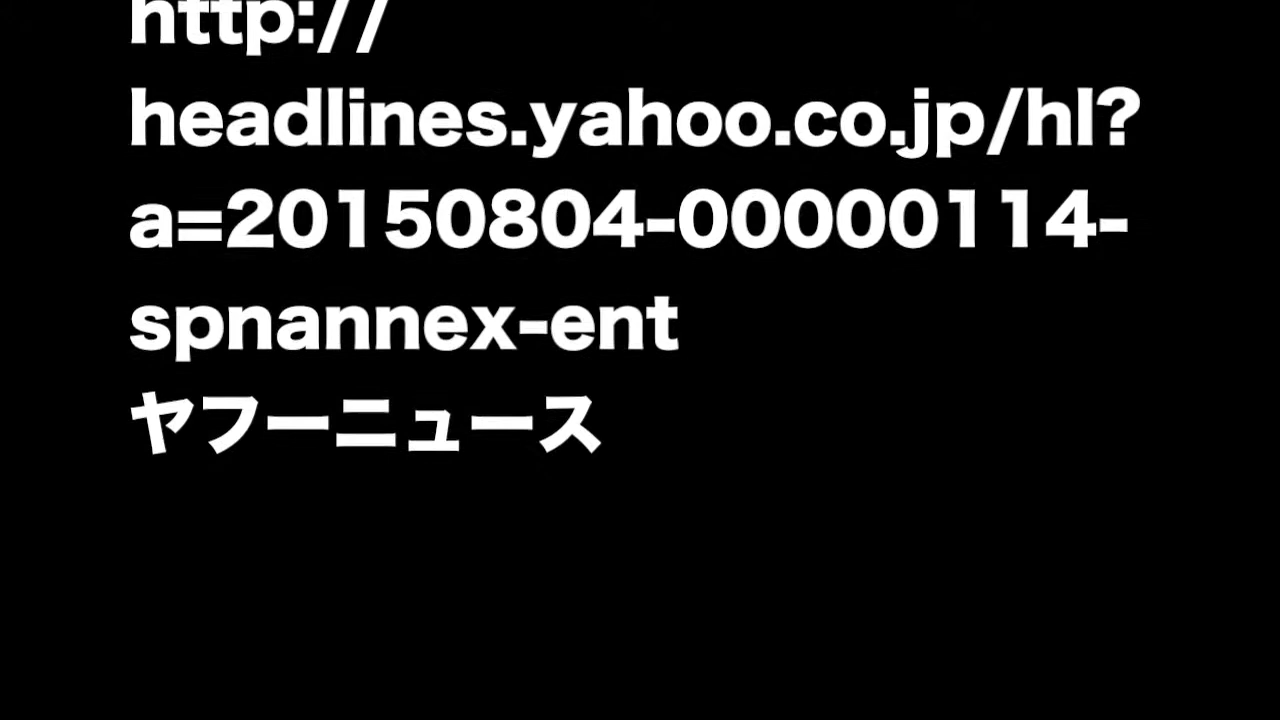 http://
headlines.yahoo.co.jp/hl?
a=20150804-00000114-
spnannex-ent
ヤフーニュース